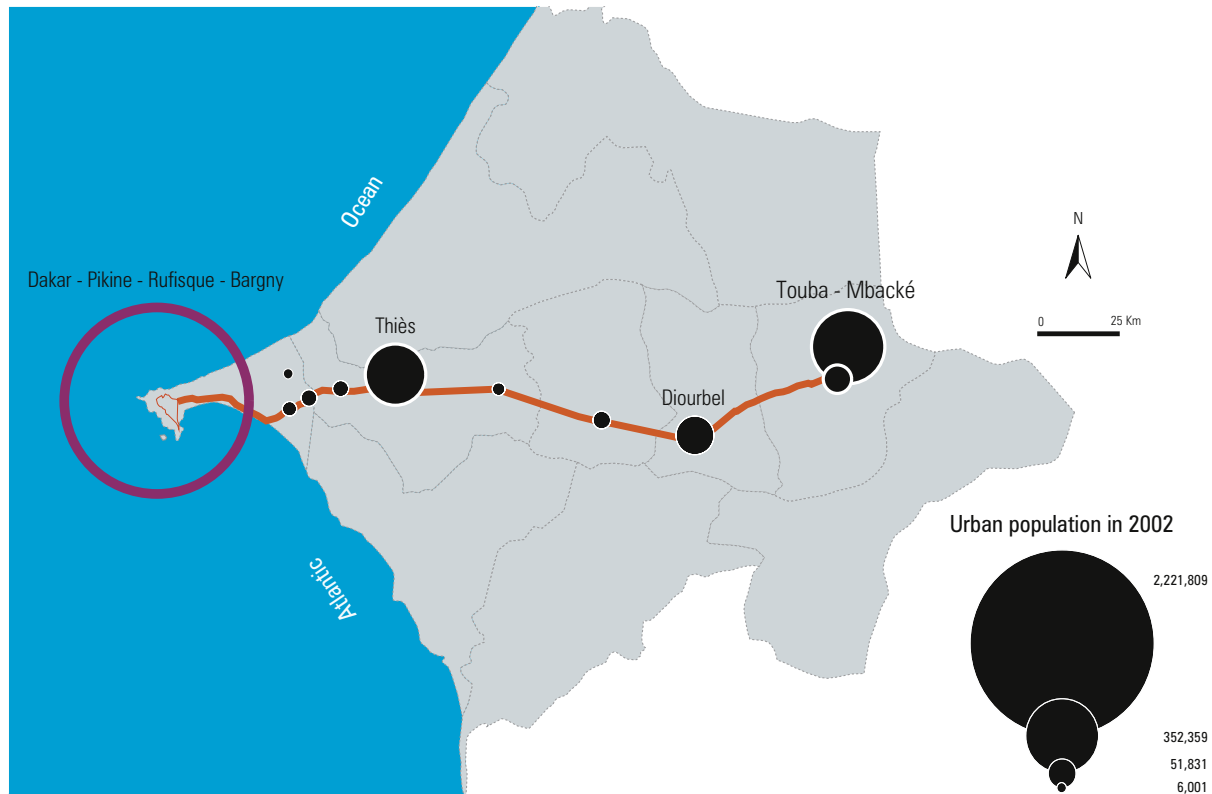 Ocean
N
Dakar - Pikine - Rufisque - Bargny
Touba - Mbacké
0 25 Km
Thiès
Diourbel
Urban population in 2002
Atlantic
2,221,809
352,359
51,831
6,001